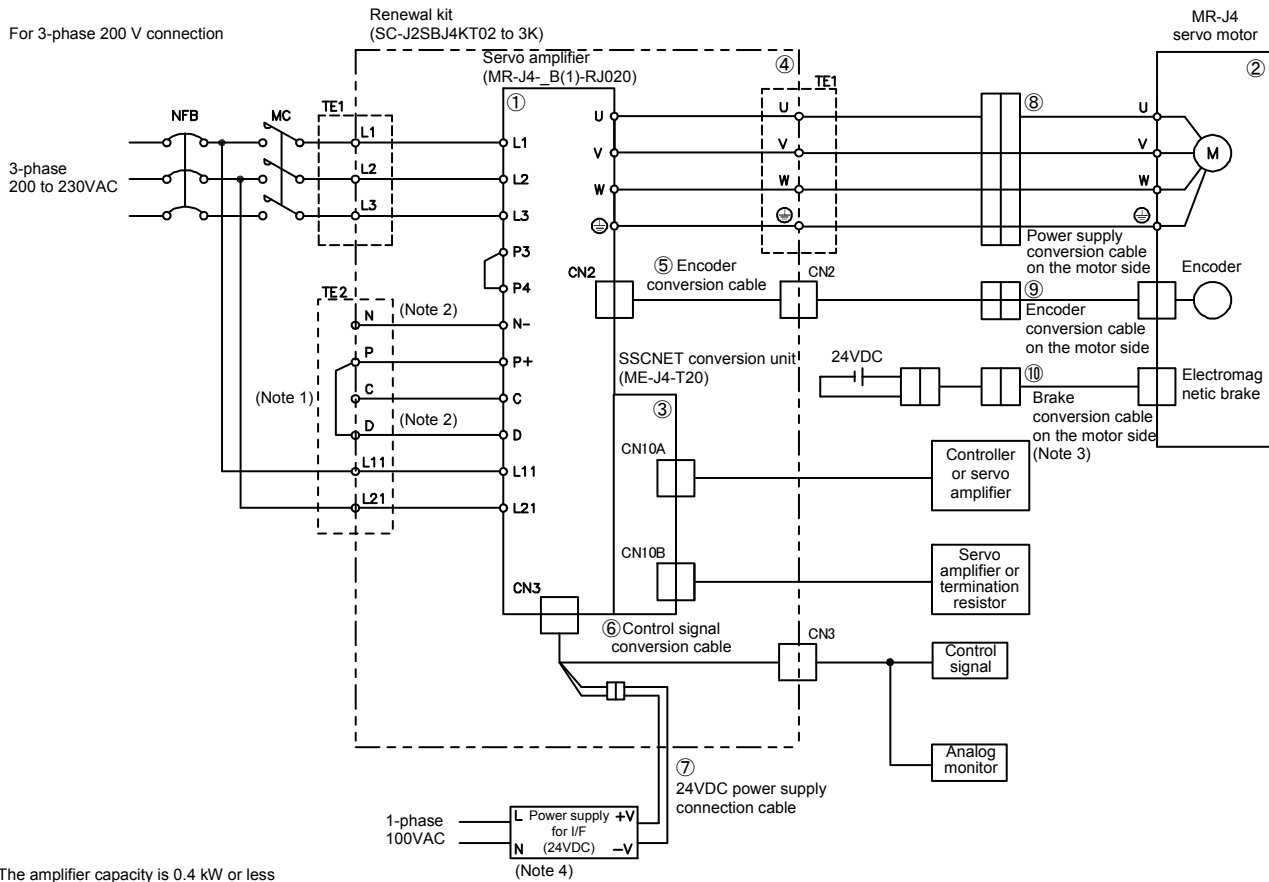 For 3-phase 200 V connection
Renewal kit
(SC-J2SBJ4KT02 to 3K)
MR-J4
servo motor
Servo amplifier
(MR-J4-_B(1)-RJ020)
④
②
①
TE1
TE1
⑧
NFB
MC
3-phase
200 to 230VAC
L1
L1
U
U
U
L2
L2
V
V
V
M
L3
L3
W
W
W
P3
P4
Power supply
conversion cable
on the motor side
CN2
⑤ Encoder
conversion cable
CN2
Encoder
⑨
Encoder
conversion cable
on the motor side
TE2
N
(Note 2)
N-
P
P+
(Note 1)
C
C
D
(Note 2)
D
L11
L11
L21
L21
SSCNET conversion unit
(ME-J4-T20)
③
24VDC
⑩
Brake
conversion cable
on the motor side
(Note 3)
Electromag
netic brake
CN10A
Controller
or servo
amplifier
CN10B
Servo
amplifier or
termination
resistor
CN3
⑥ Control signal
conversion cable
CN3
Control
signal
Analog
monitor
⑦
24VDC power supply
connection cable
1-phase
100VAC
L
Power supply
for I/F
(24VDC)
+V
N
-V
(Note 4)
The amplifier capacity is 0.4 kW or less